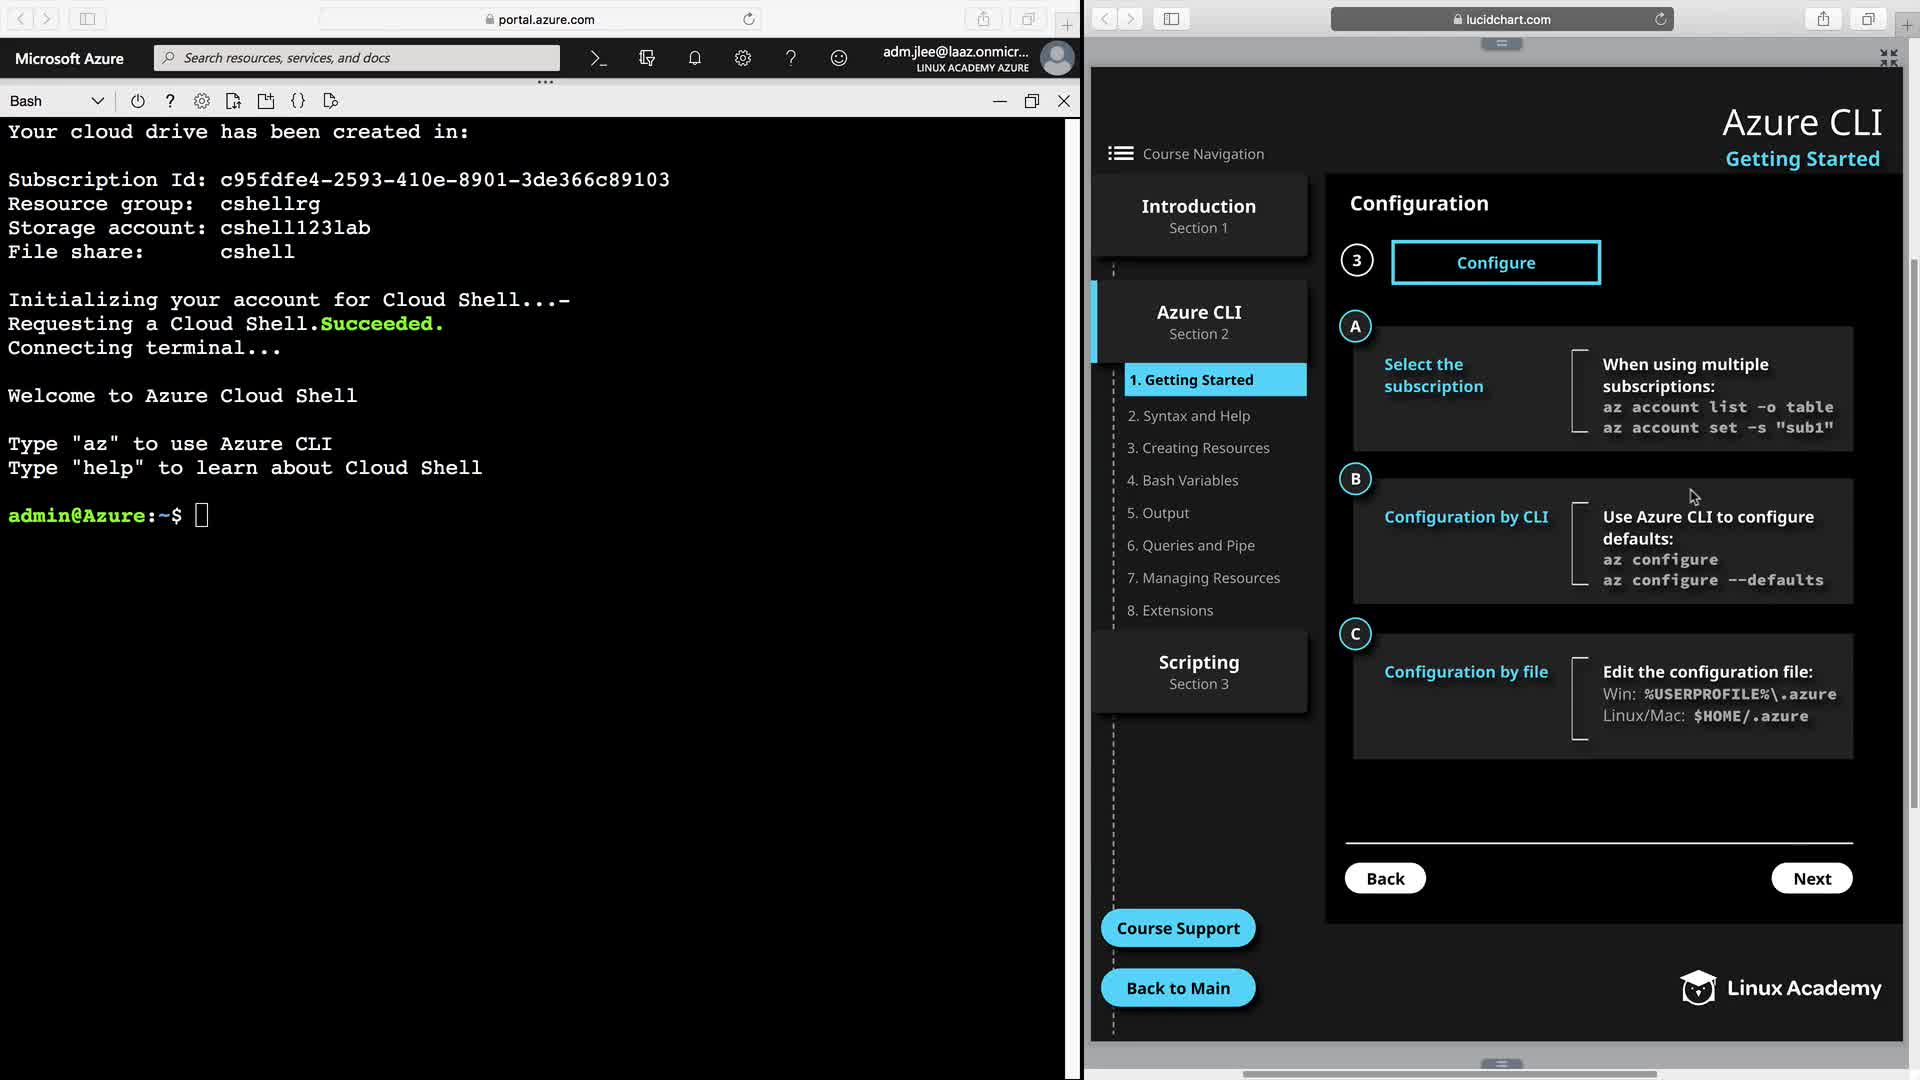 portal.azure.com
Microsoft Azure
Search resources, services, and docs
adm.jlee@laaz.onmicr...
LINUX ACADEMY AZURE
Bash
Your cloud drive has been created in:
Subscription Id: c95fdfe4-2593-410e-8901-3de366c89103
Resource group:  cshellrg
Storage account: cshell123lab
File share:      cshell
Initializing your account for Cloud Shell...-
Requesting a Cloud Shell.Succeeded.
Connecting terminal...
Welcome to Azure Cloud Shell
Type "az" to use Azure CLI
Type "help" to learn about Cloud Shell
admin@Azure:~$
lucidchart.com
Azure CLI
Getting Started
Course Navigation
Introduction
Section 1
Azure CLI
Section 2
1. Getting Started
2. Syntax and Help
3. Creating Resources
4. Bash Variables
5. Output
6. Queries and Pipe
7. Managing Resources
8. Extensions
Scripting
Section 3
Course Support
Back to Main
Configuration
3
Configure
A
Select the
subscription
When using multiple
subscriptions:
az account list -o table
az account set -s "sub1"
B
Configuration by CLI
Use Azure CLI to configure
defaults:
az configure
az configure --defaults
C
Configuration by file
Edit the configuration file:
Win: %USERPROFILE%\.azure
Linux/Mac: $HOME/.azure
Back
Next
Linux Academy